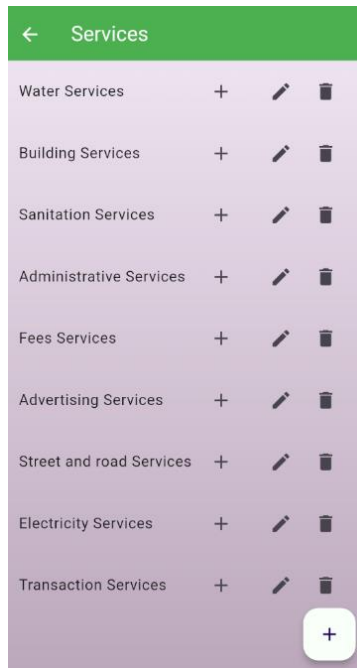 Services
Water Services
Building Services
Sanitation Services
Administrative Services
Fees Services
Advertising Services
Street and road Services
Electricity Services
Transaction Services